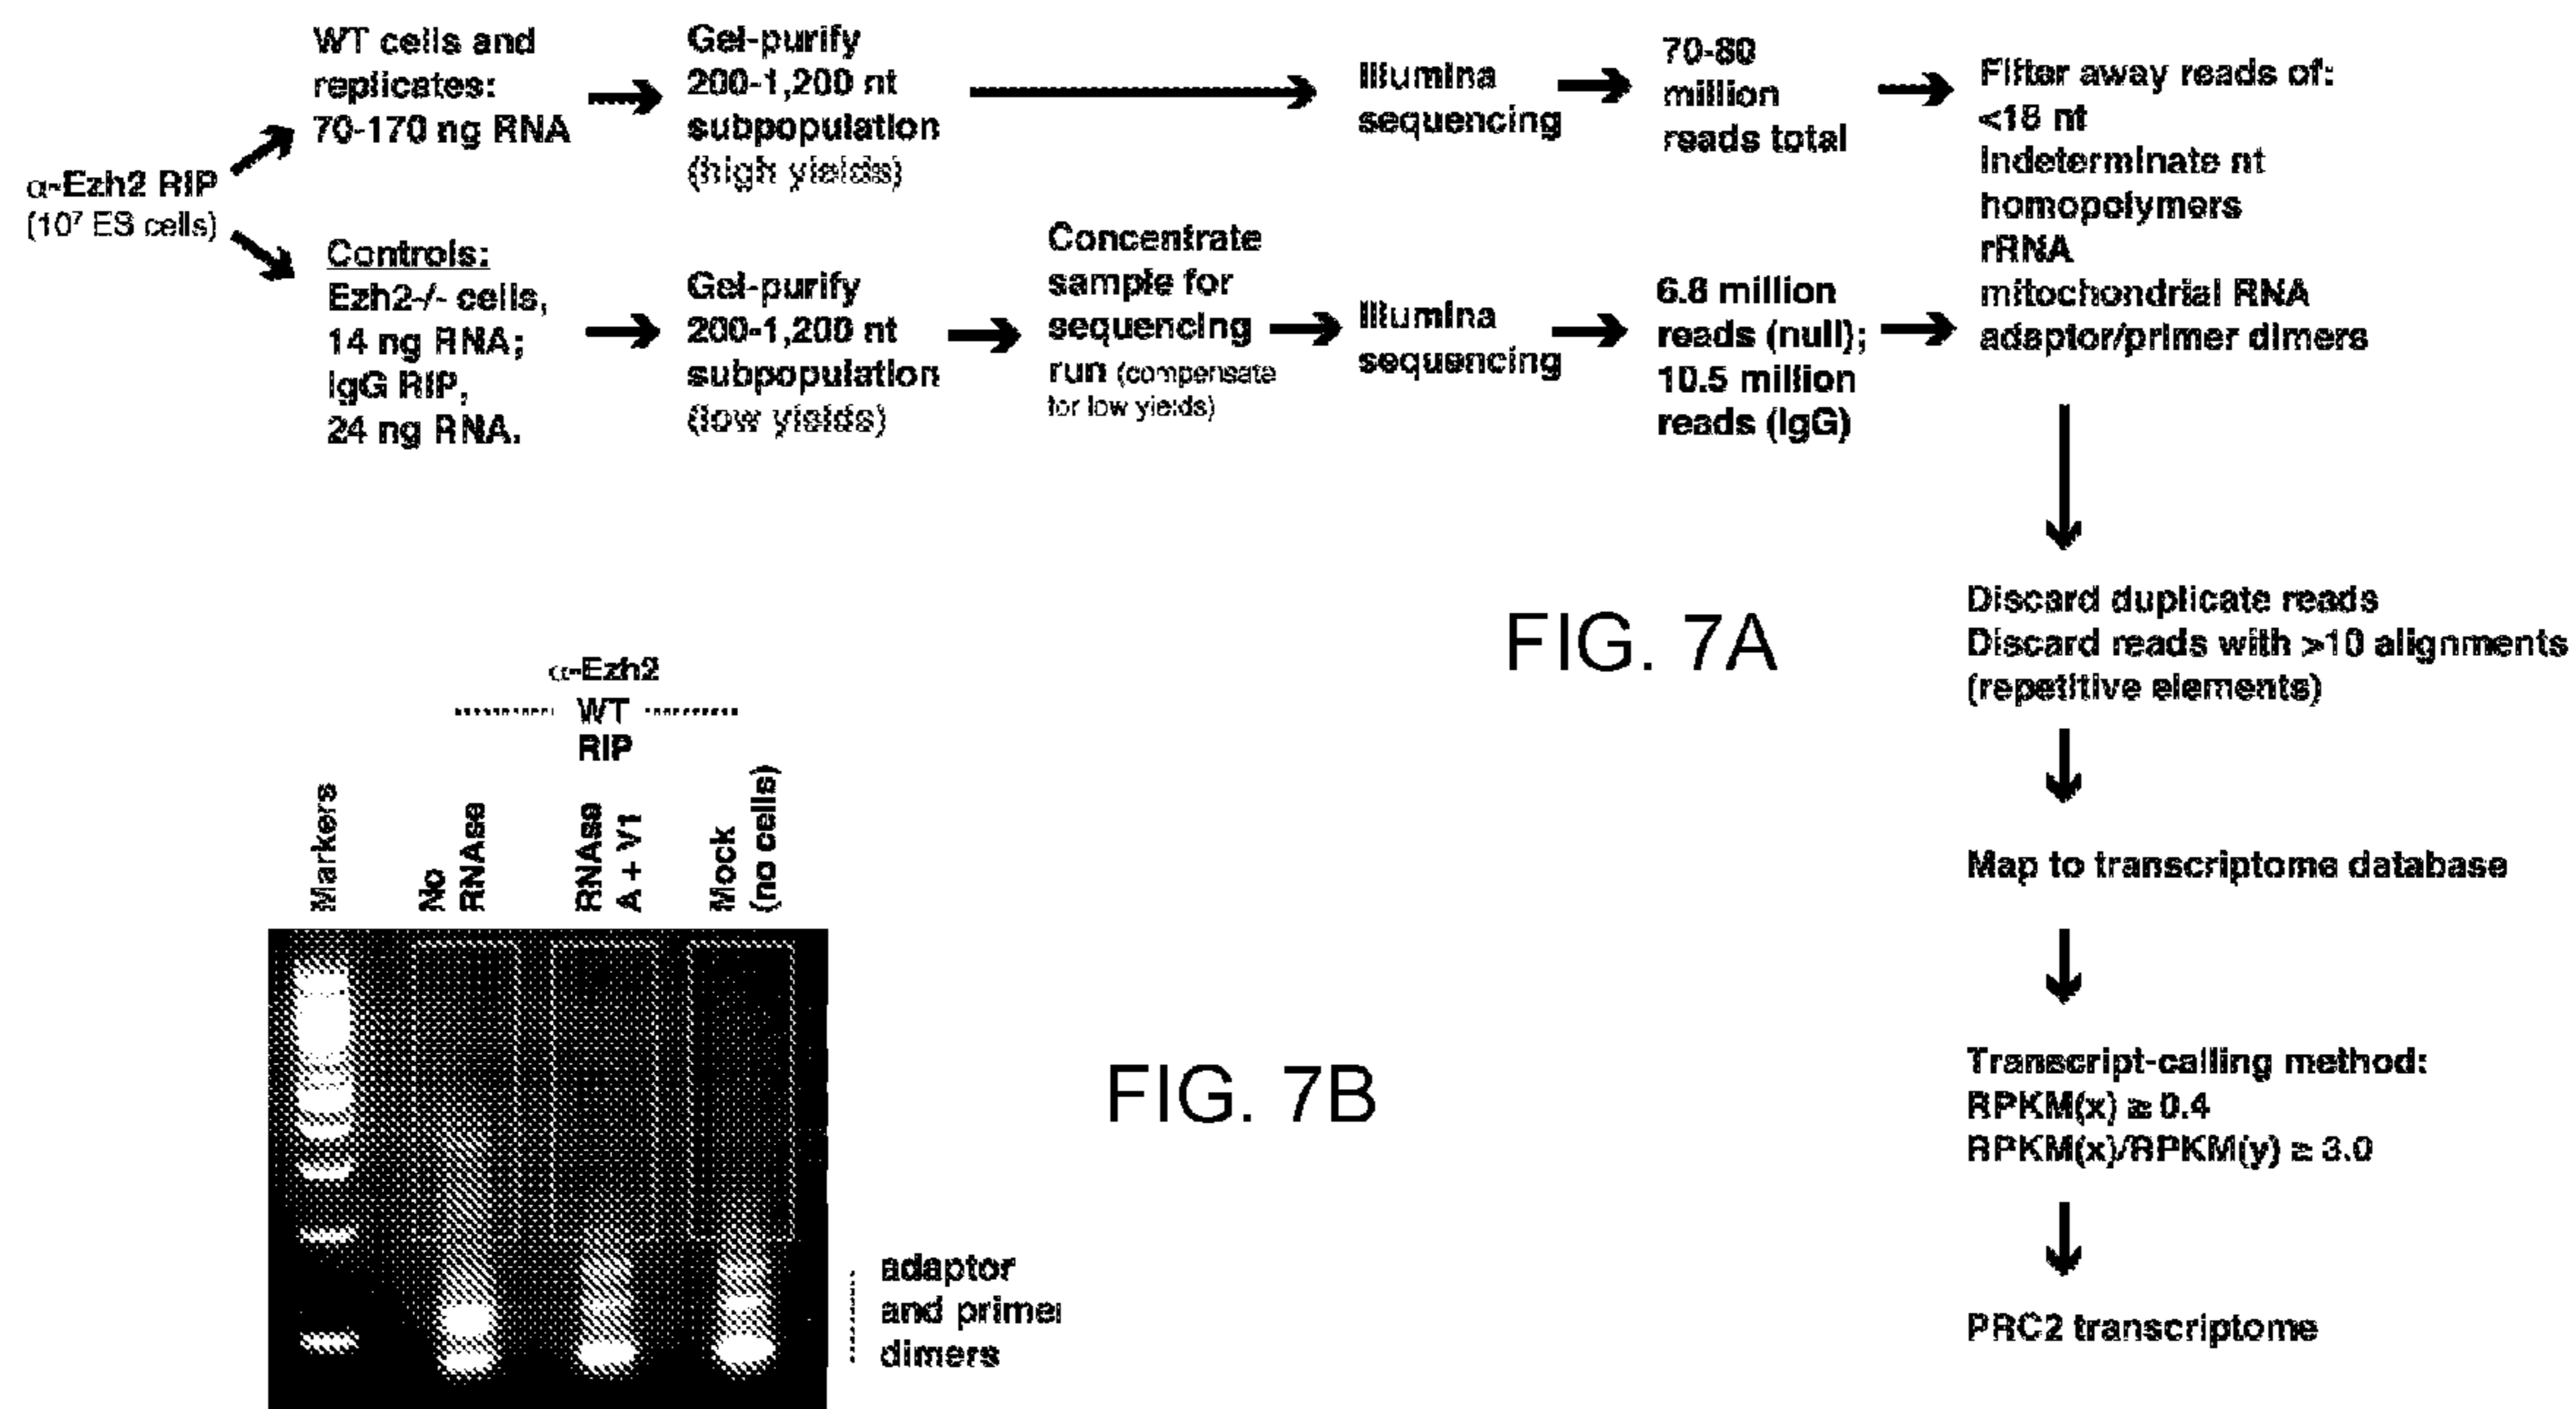 α-Ezh2 RIP
(10⁷ ES cells)
WT cells and
replicates:
70-170 ng RNA
Gel-purify
200-1,200 nt
subpopulation
(high yields)
Illumina
sequencing
70-80
million
reads total
Filter away reads of:
<18 nt
indeterminate nt
homopolymers
rRNA
mitochondrial RNA
adaptor/primer dimers
Controls:
Ezh2-/- cells,
14 ng RNA;
IgG RIP,
24 ng RNA.
Gel-purify
200-1,200 nt
subpopulation
(low yields)
Concentrate
sample for
sequencing
run (compensate
for low yields)
Illumina
sequencing
6.8 million
reads (null);
10.5 million
reads (IgG)
Discard duplicate reads
Discard reads with >10 alignments
(repetitive elements)
Map to transcriptome database
Transcript-calling method:
RPKM(x) ≥ 0.4
RPKM(x)/RPKM(y) ≥ 3.0
PRC2 transcriptome
FIG. 7A
α-Ezh2
WT
RIP
Markers
No
RNAse
RNAse
A + V1
Mock
(no cells)
adaptor
and primer
dimers
FIG. 7B